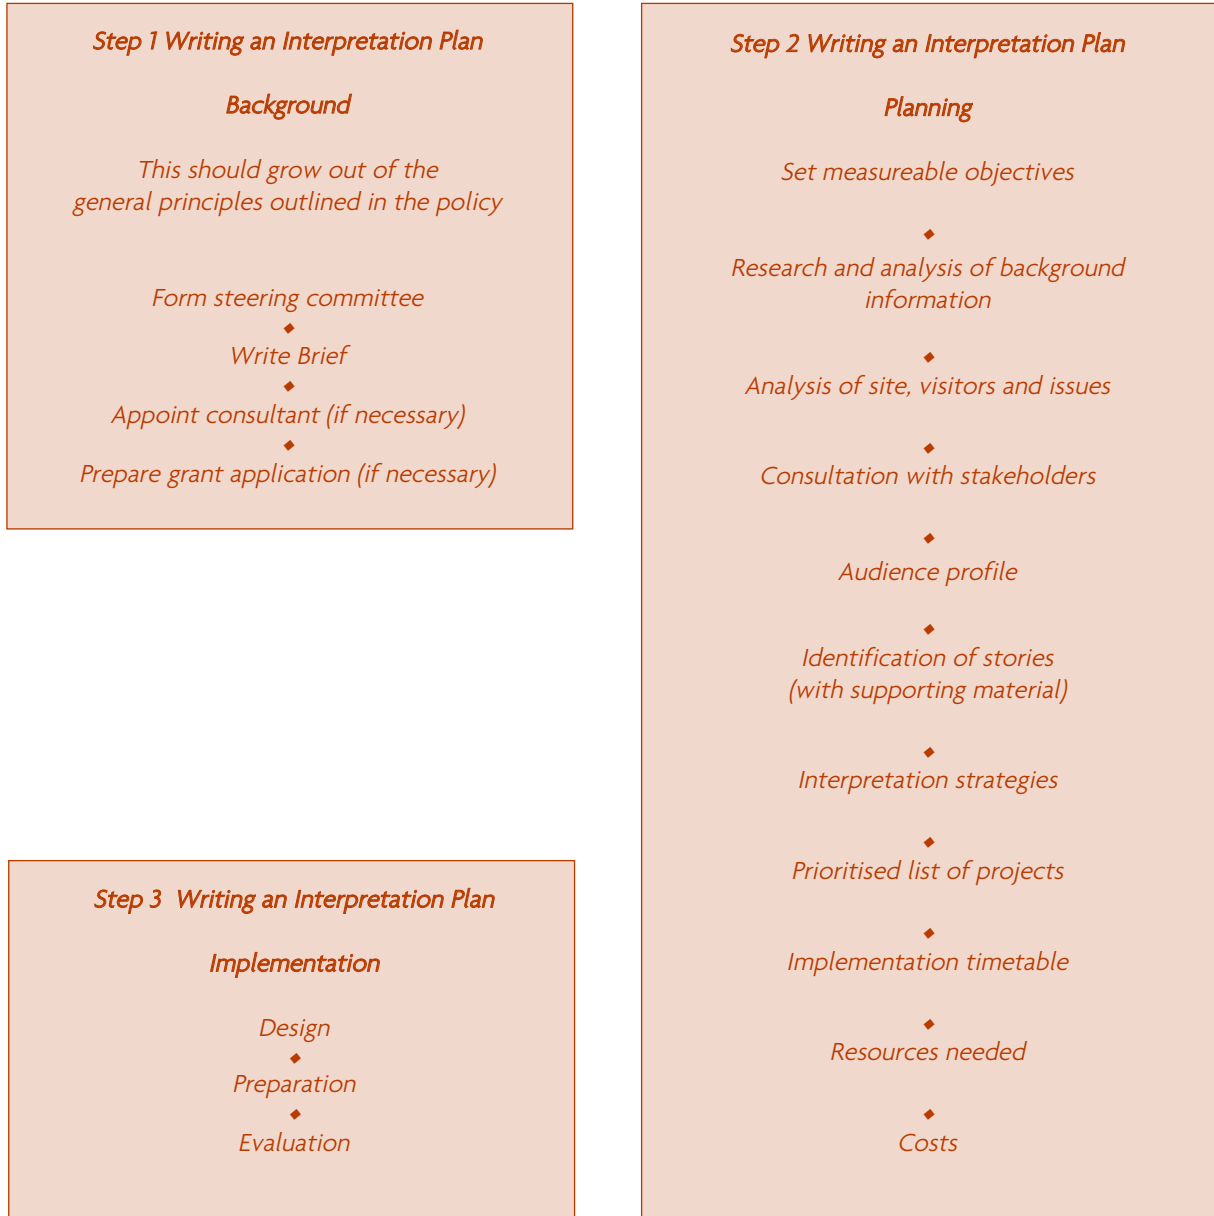 Step 1 Writing an Interpretation Plan
Background
This should grow out of the
general principles outlined in the policy
Form steering committee
Write Brief
Appoint consultant (if necessary)
Prepare grant application (if necessary)
Step 2 Writing an Interpretation Plan
Planning
Set measureable objectives
Research and analysis of background
information
Analysis of site, visitors and issues
Consultation with stakeholders
Audience profile
Identification of stories
(with supporting material)
Interpretation strategies
Prioritised list of projects
Implementation timetable
Resources needed
Costs
Step 3  Writing an Interpretation Plan
Implementation
Design
Preparation
Evaluation